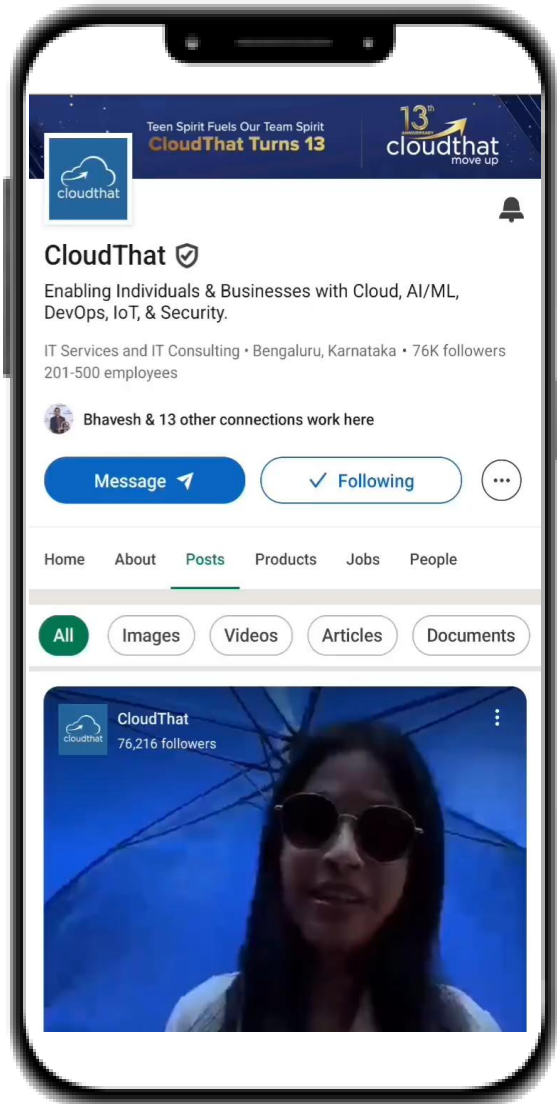 Teen Spirit Fuels Our Team Spirit
CloudThat Turns 13
13th
ANNIVERSARY
cloudthat
move up
cloudthat
CloudThat
Enabling Individuals & Businesses with Cloud, AI/ML,
DevOps, IoT, & Security.
IT Services and IT Consulting • Bengaluru, Karnataka • 76K followers
201-500 employees
Bhavesh & 13 other connections work here
Message
Following
Home About Posts Products Jobs People
All Images Videos Articles Documents
cloudthat
CloudThat
76,216 followers